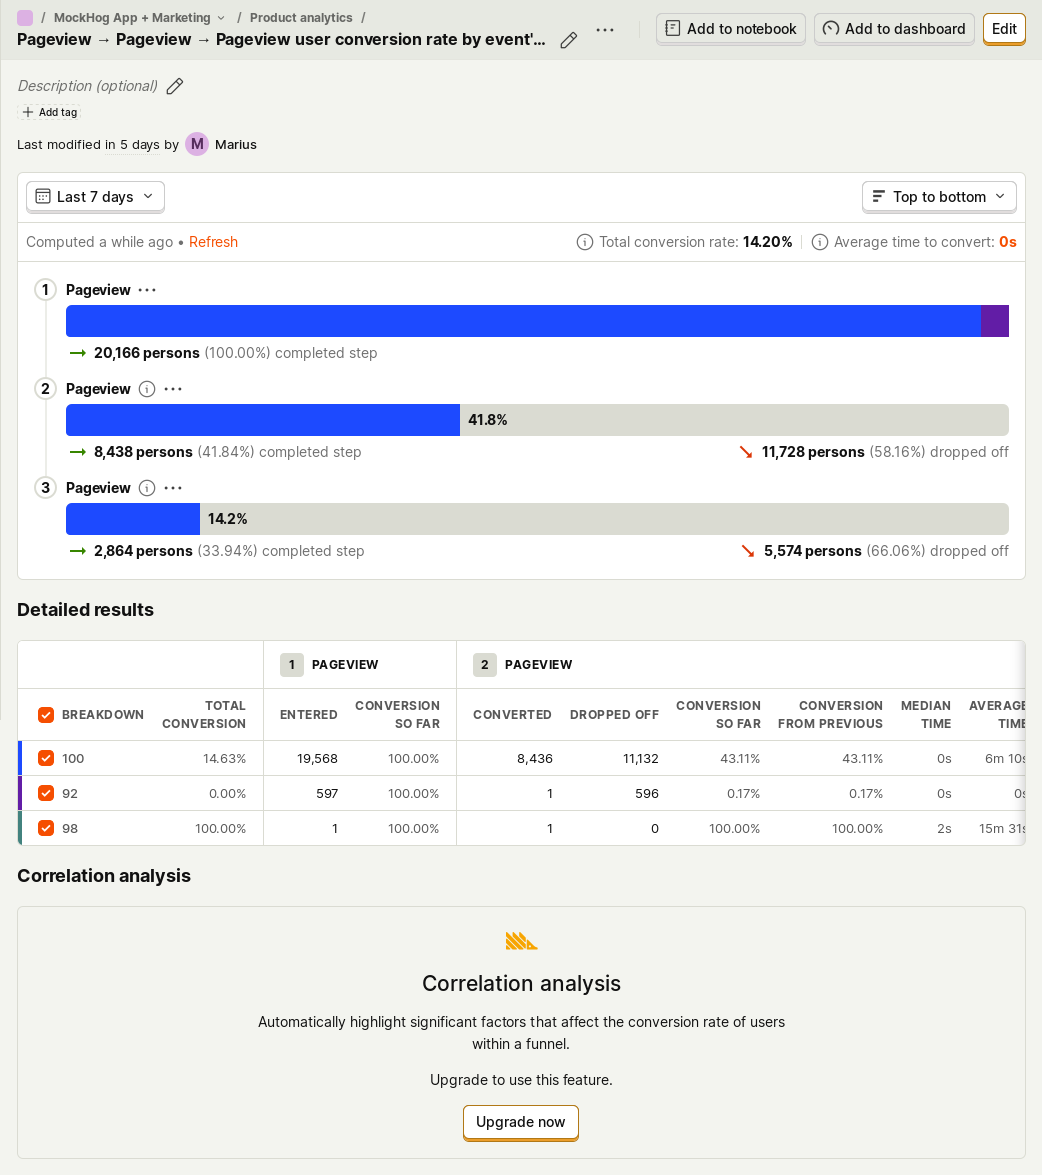 / MockHog App + Marketing / Product analytics /
Pageview → Pageview → Pageview user conversion rate by event'...
Add to notebook
Add to dashboard
Edit
Description (optional)
Add tag
Last modified in 5 days by M Marius
Last 7 days
Top to bottom
Computed a while ago • Refresh
Total conversion rate: 14.20%
Average time to convert: 0s
1 Pageview
→ 20,166 persons (100.00%) completed step
2 Pageview
41.8%
→ 8,438 persons (41.84%) completed step
↘ 11,728 persons (58.16%) dropped off
3 Pageview
14.2%
→ 2,864 persons (33.94%) completed step
↘ 5,574 persons (66.06%) dropped off
Detailed results
1 PAGEVIEW 2 PAGEVIEW
BREAKDOWN TOTAL CONVERSION ENTERED CONVERSION SO FAR CONVERTED DROPPED OFF CONVERSION SO FAR CONVERSION FROM PREVIOUS MEDIAN TIME AVERAGE TIME
100 14.63% 19,568 100.00% 8,436 11,132 43.11% 43.11% 0s 6m 10s
92 0.00% 597 100.00% 1 596 0.17% 0.17% 0s 0s
98 100.00% 1 100.00% 1 0 100.00% 100.00% 2s 15m 31s
Correlation analysis
Correlation analysis
Automatically highlight significant factors that affect the conversion rate of users
within a funnel.
Upgrade to use this feature.
Upgrade now